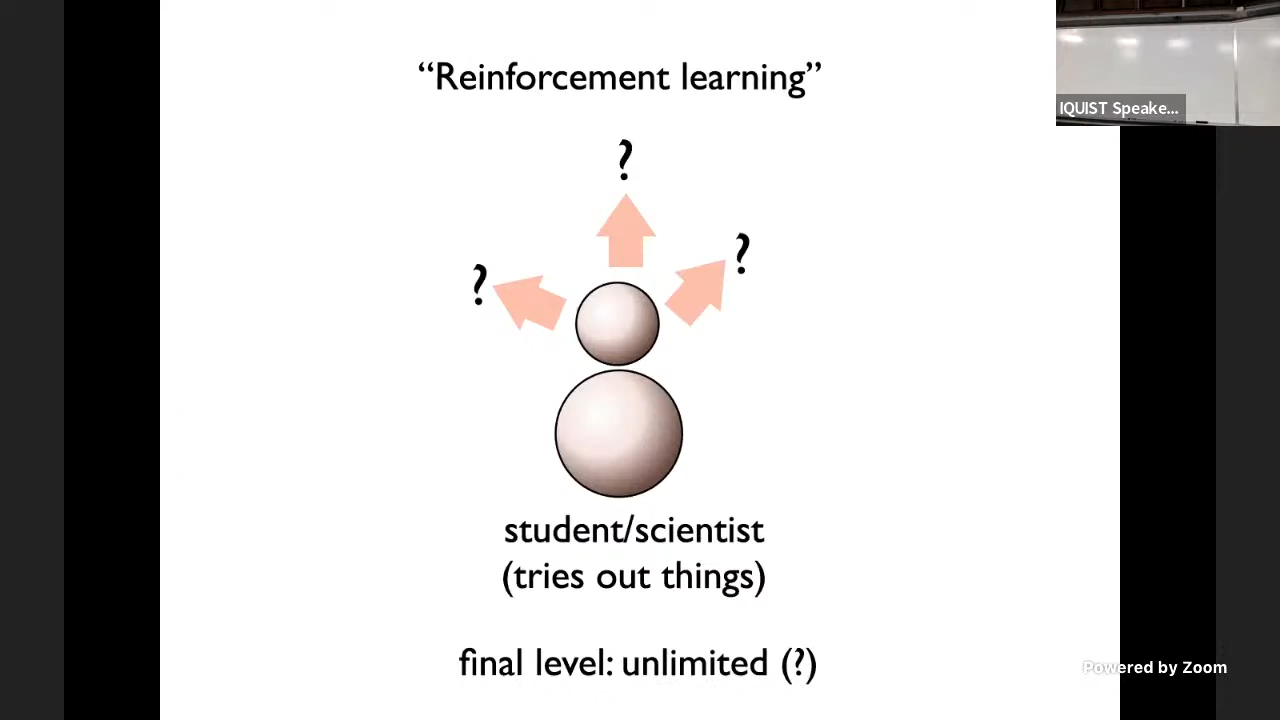 “Reinforcement learning”
IQUIST Speake...
?
?
?
student/scientist
(tries out things)
final level: unlimited (?)
Powered by Zoom